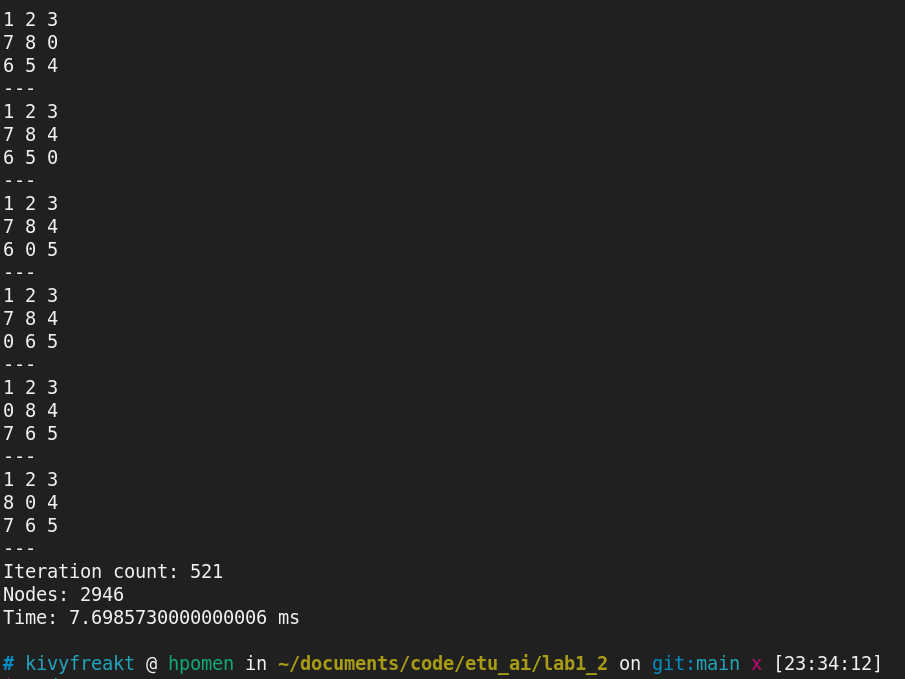 1 2 3
7 8 0
6 5 4
---
1 2 3
7 8 4
6 5 0
---
1 2 3
7 8 4
6 0 5
---
1 2 3
7 8 4
0 6 5
---
1 2 3
0 8 4
7 6 5
---
1 2 3
8 0 4
7 6 5
---
Iteration count: 521
Nodes: 2946
Time: 7.6985730000000006 ms
# kivyfreakt @ hpomen in ~/documents/code/etu_ai/lab1_2 on git:main x [23:34:12]